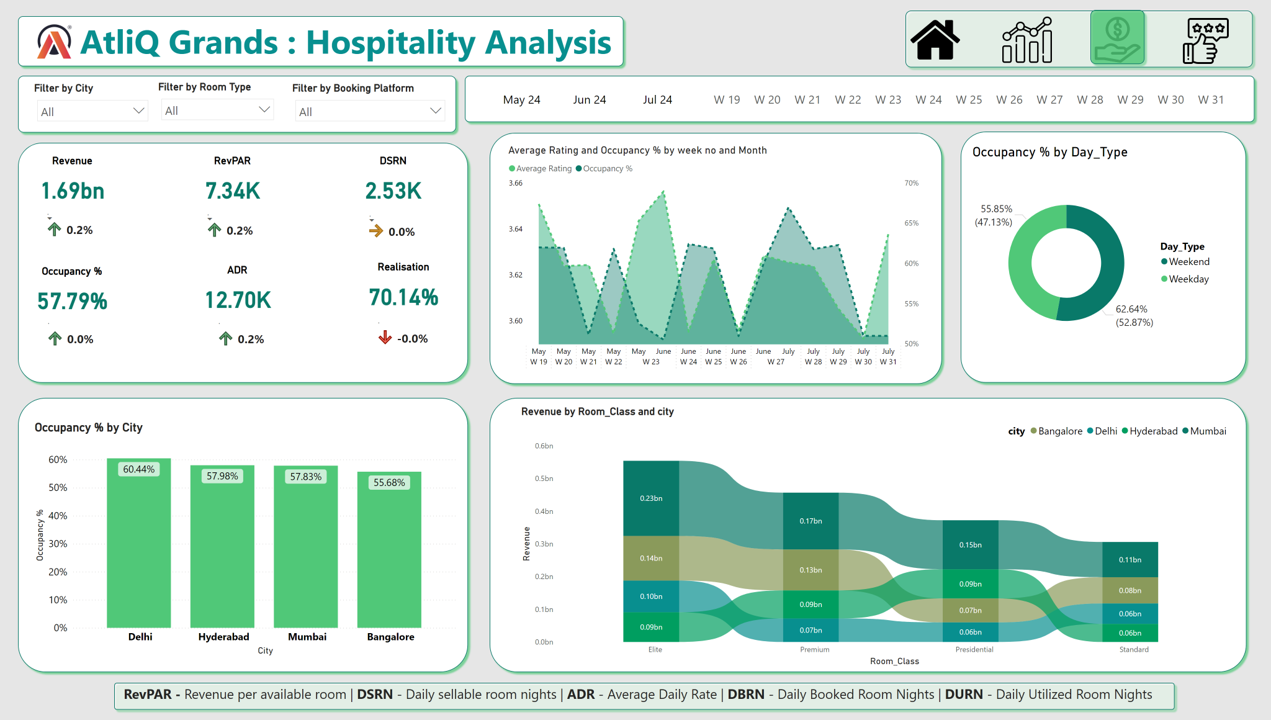 AtliQ Grands : Hospitality Analysis
Filter by City
All
Filter by Room Type
All
Filter by Booking Platform
All
May 24 Jun 24 Jul 24 W 19 W 20 W 21 W 22 W 23 W 24 W 25 W 26 W 27 W 28 W 29 W 30 W 31
Revenue
1.69bn
0.2%
RevPAR
7.34K
0.2%
DSRN
2.53K
0.0%
Occupancy %
57.79%
0.0%
ADR
12.70K
0.2%
Realisation
70.14%
-0.0%
Average Rating and Occupancy % by week no and Month
Average Rating Occupancy %
3.66
3.64
3.62
3.60
70%
65%
60%
55%
50%
May May May May May June June June June June July July July July July
W 19 W 20 W 21 W 22 W 23 W 24 W 25 W 26 W 27 W 28 W 29 W 30 W 31
Occupancy % by Day_Type
55.85%
(47.13%)
62.64%
(52.87%)
Day_Type
Weekend
Weekday
Occupancy % by City
Occupancy %
60%
50%
40%
30%
20%
10%
0%
60.44%
57.98%
57.83%
55.68%
Delhi Hyderabad Mumbai Bangalore
City
Revenue by Room_Class and city
city Bangalore Delhi Hyderabad Mumbai
Revenue
0.6bn
0.5bn
0.4bn
0.3bn
0.2bn
0.1bn
0.0bn
0.23bn
0.14bn
0.10bn
0.09bn
0.17bn
0.13bn
0.09bn
0.07bn
0.15bn
0.09bn
0.07bn
0.06bn
0.11bn
0.08bn
0.06bn
0.06bn
Elite Premium Presidential Standard
Room_Class
RevPAR - Revenue per available room | DSRN - Daily sellable room nights | ADR - Average Daily Rate | DBRN - Daily Booked Room Nights | DURN - Daily Utilized Room Nights